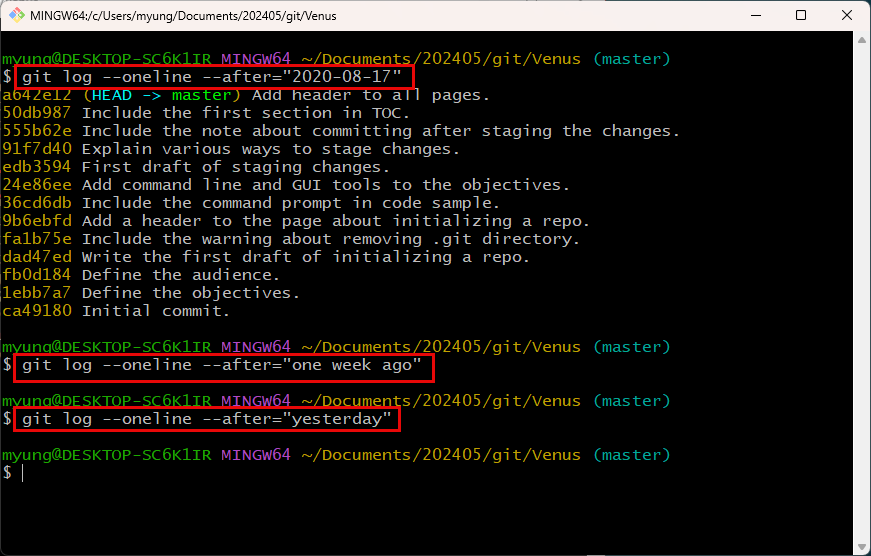 MINGW64:/c/Users/myung/Documents/202405/git/Venus
myung@DESKTOP-SC6K1IR MINGW64 ~/Documents/202405/git/Venus (master)
$ git log --oneline --after="2020-08-17"
a642e12 (HEAD -> master) Add header to all pages.
50db987 Include the first section in TOC.
555b62e Include the note about committing after staging the changes.
91f7d40 Explain various ways to stage changes.
edb3594 First draft of staging changes.
24e86ee Add command line and GUI tools to the objectives.
36cd6db Include the command prompt in code sample.
9b6ebfd Add a header to the page about initializing a repo.
fa1b75e Include the warning about removing .git directory.
dad47ed Write the first draft of initializing a repo.
fb0d184 Define the audience.
1ebb7a7 Define the objectives.
ca49180 Initial commit.
myung@DESKTOP-SC6K1IR MINGW64 ~/Documents/202405/git/Venus (master)
$ git log --oneline --after="one week ago"
myung@DESKTOP-SC6K1IR MINGW64 ~/Documents/202405/git/Venus (master)
$ git log --oneline --after="yesterday"
myung@DESKTOP-SC6K1IR MINGW64 ~/Documents/202405/git/Venus (master)
$